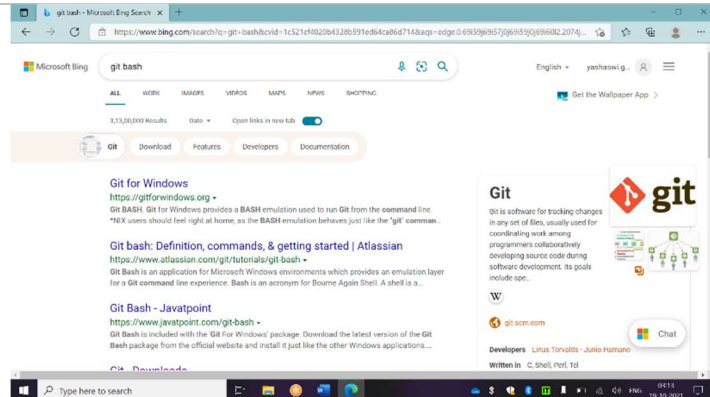 git bash - Microsoft Bing Search
https://www.bing.com/search?q=git+bash&cvid=1c521ef4020b4328b591ed64ca86d714&aqs=edge.0.69i59j69i57j0j69i59j0j69i60l2.2074j...
Microsoft Bing
git bash
English
yashaswi.g...
ALL WORK IMAGES VIDEOS MAPS NEWS SHOPPING
Get the Wallpaper App >
3,13,00,000 Results Date Open links in new tab
Git Download Features Developers Documentation
Git for Windows
https://gitforwindows.org
Git BASH. Git for Windows provides a BASH emulation used to run Git from the command line.
*NIX users should feel right at home, as the BASH emulation behaves just like the "git" comman...
Git bash: Definition, commands, & getting started | Atlassian
https://www.atlassian.com/git/tutorials/git-bash
Git Bash is an application for Microsoft Windows environments which provides an emulation layer
for a Git command line experience. Bash is an acronym for Bourne Again Shell. A shell is a...
Git Bash - Javatpoint
https://www.javatpoint.com/git-bash
Git Bash is included with the Git For Windows' package. Download the latest version of the Git
Bash package from the official website and install it just like the other Windows applications....
Git - Downloads
Git
git
Git is software for tracking changes
in any set of files, usually used for
coordinating work among
programmers collaboratively
developing source code during
software development. Its goals
include spe...
W
git-scm.com
Chat
Developers Linus Torvalds · Junio Hamano
Written in C, Shell, Perl, Tcl
Type here to search
ENG
04:13
19-10-2021